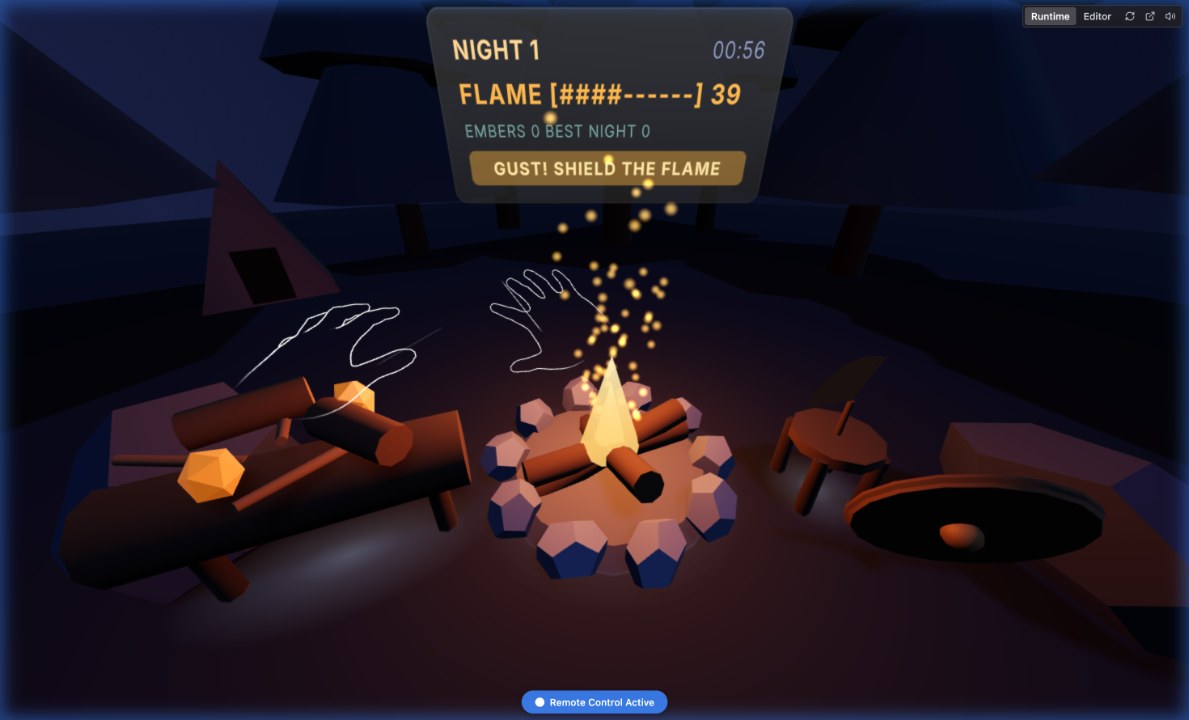 Runtime Editor
NIGHT 1 00:56
FLAME [####------] 39
EMBERS 0 BEST NIGHT 0
GUST! SHIELD THE FLAME
Remote Control Active